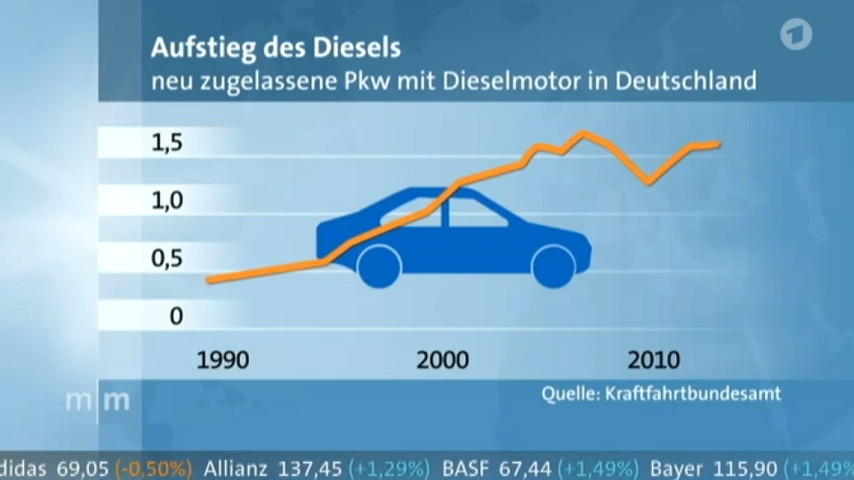 Aufstieg des Diesels
neu zugelassene Pkw mit Dieselmotor in Deutschland
1,5
1,0
0,5
0
1990 2000 2010
m|m
Quelle: Kraftfahrtbundesamt
didas 69,05 (-0,50%) Allianz 137,45 (+1,29%) BASF 67,44 (+1,49%) Bayer 115,90 (+1,49%